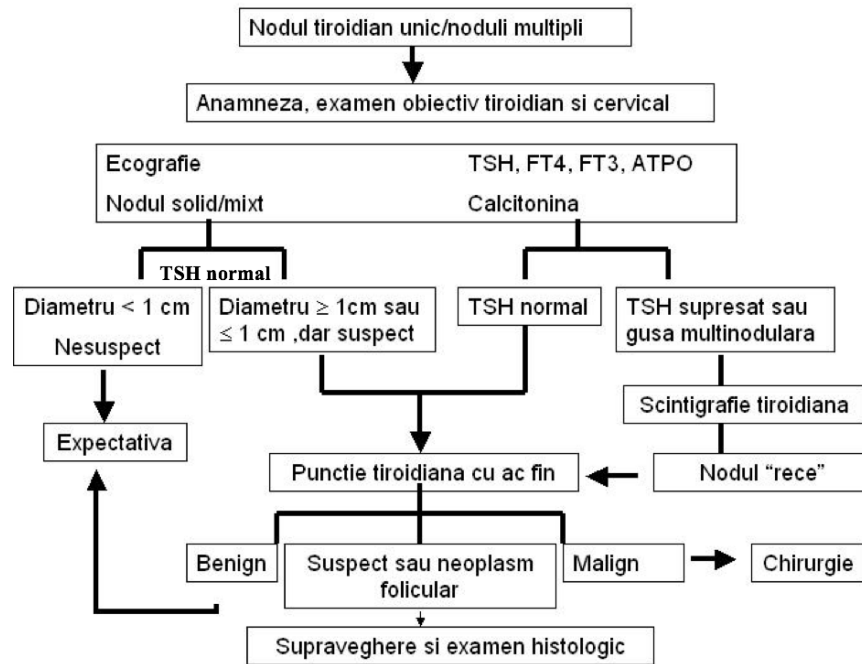 Nodul tiroidian unic/noduli multipli
Anamneza, examen obiectiv tiroidian si cervical
Ecografie
TSH, FT4, FT3, ATPO
Nodul solid/mixt
Calcitonina
TSH normal
Diametru < 1 cm
Nesuspect
Diametru ≥ 1cm sau
≤ 1 cm ,dar suspect
TSH normal
TSH supresat sau
gusa multinodulara
Scintigrafie tiroidiana
Expectativa
Punctie tiroidiana cu ac fin
Nodul "rece"
Benign
Suspect sau neoplasm
folicular
Malign
Chirurgie
Supraveghere si examen histologic